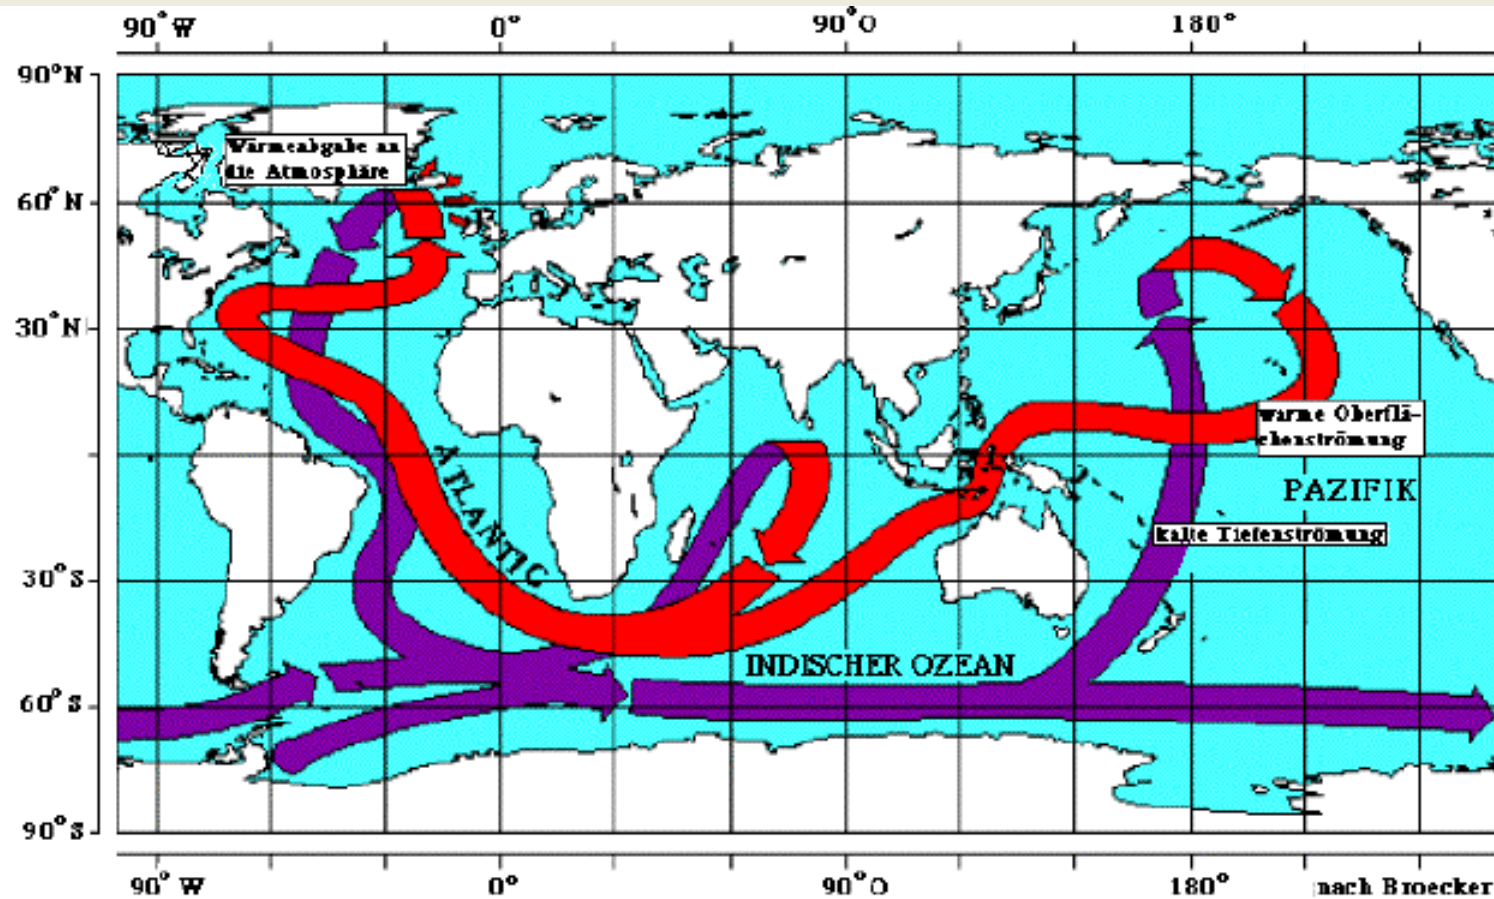 90°W 0° 90°O 180°
90°N
Wärmeabgabe an
die Atmosphäre
60°N
30°N
warme Oberflä-
chenströmung
ATLANTIC
PAZIFIK
kalte Tiefenströmung
30°S
INDISCHER OZEAN
60°S
90°S
90°W 0° 90°O 180° nach Broecker